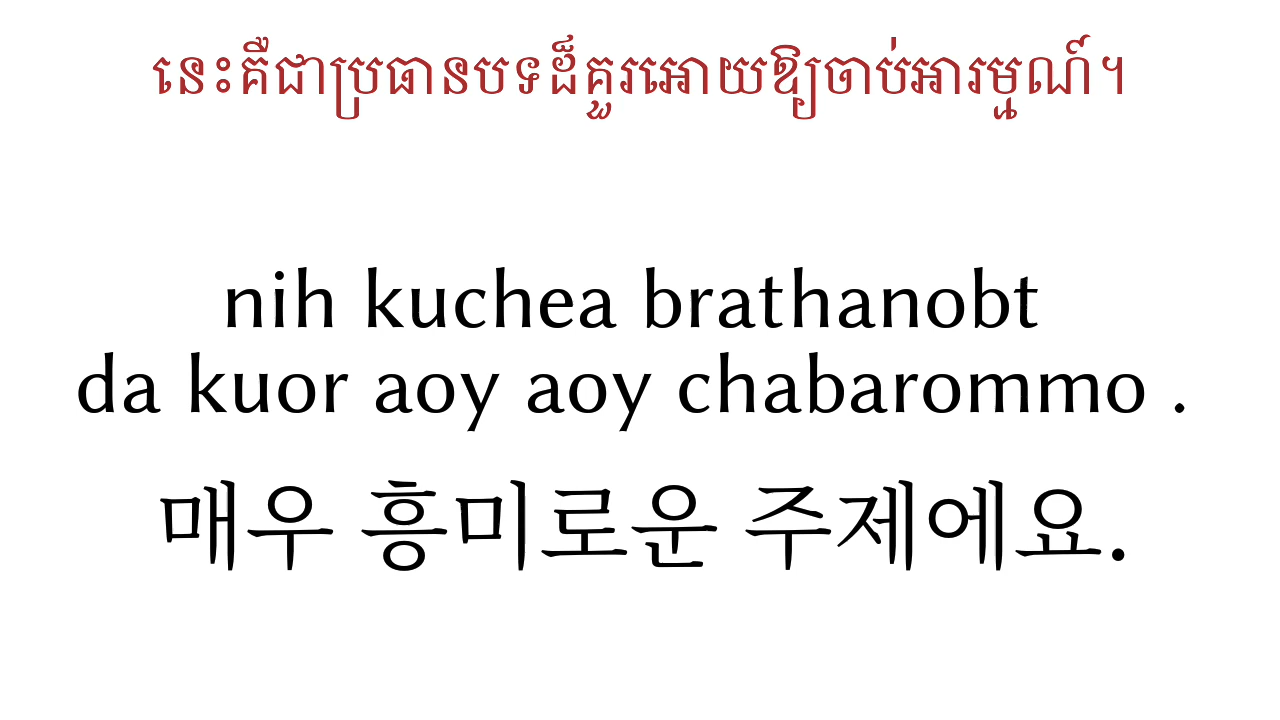 នេះគឺជាប្រធានបទដ៏គួរអោយឱ្យចាប់អារម្មណ៍។
nih kuchea brathanobt
da kuor aoy aoy chabarommo .
매우 흥미로운 주제에요.